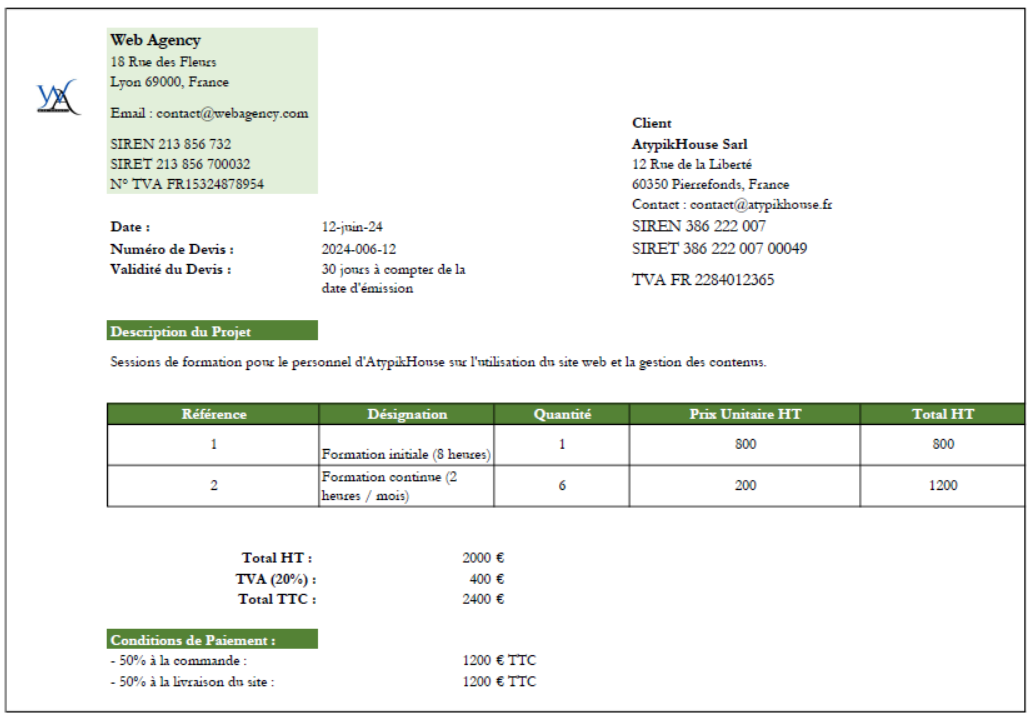 Web Agency
18 Rue des Fleurs
Lyon 69000, France
Email : contact@webagency.com
SIREN 213 856 732
SIRET 213 856 700032
N° TVA FR15324878954
Client
AtypikHouse Sarl
12 Rue de la Liberté
60350 Pierrefonds, France
Contact : contact@atypikhouse.fr
SIREN 386 222 007
SIRET 386 222 007 00049
TVA FR 2284012365
Date : 12-juin-24
Numéro de Devis : 2024-006-12
Validité du Devis : 30 jours à compter de la
date d'émission
Description du Projet
Sessions de formation pour le personnel d'AtypikHouse sur l'utilisation du site web et la gestion des contenus.
Référence Désignation Quantité Prix Unitaire HT Total HT
1 Formation initiale (8 heures) 1 800 800
2 Formation continue (2
heures / mois) 6 200 1200
Total HT : 2000 €
TVA (20%) : 400 €
Total TTC : 2400 €
Conditions de Paiement :
- 50% à la commande : 1200 € TTC
- 50% à la livraison du site : 1200 € TTC